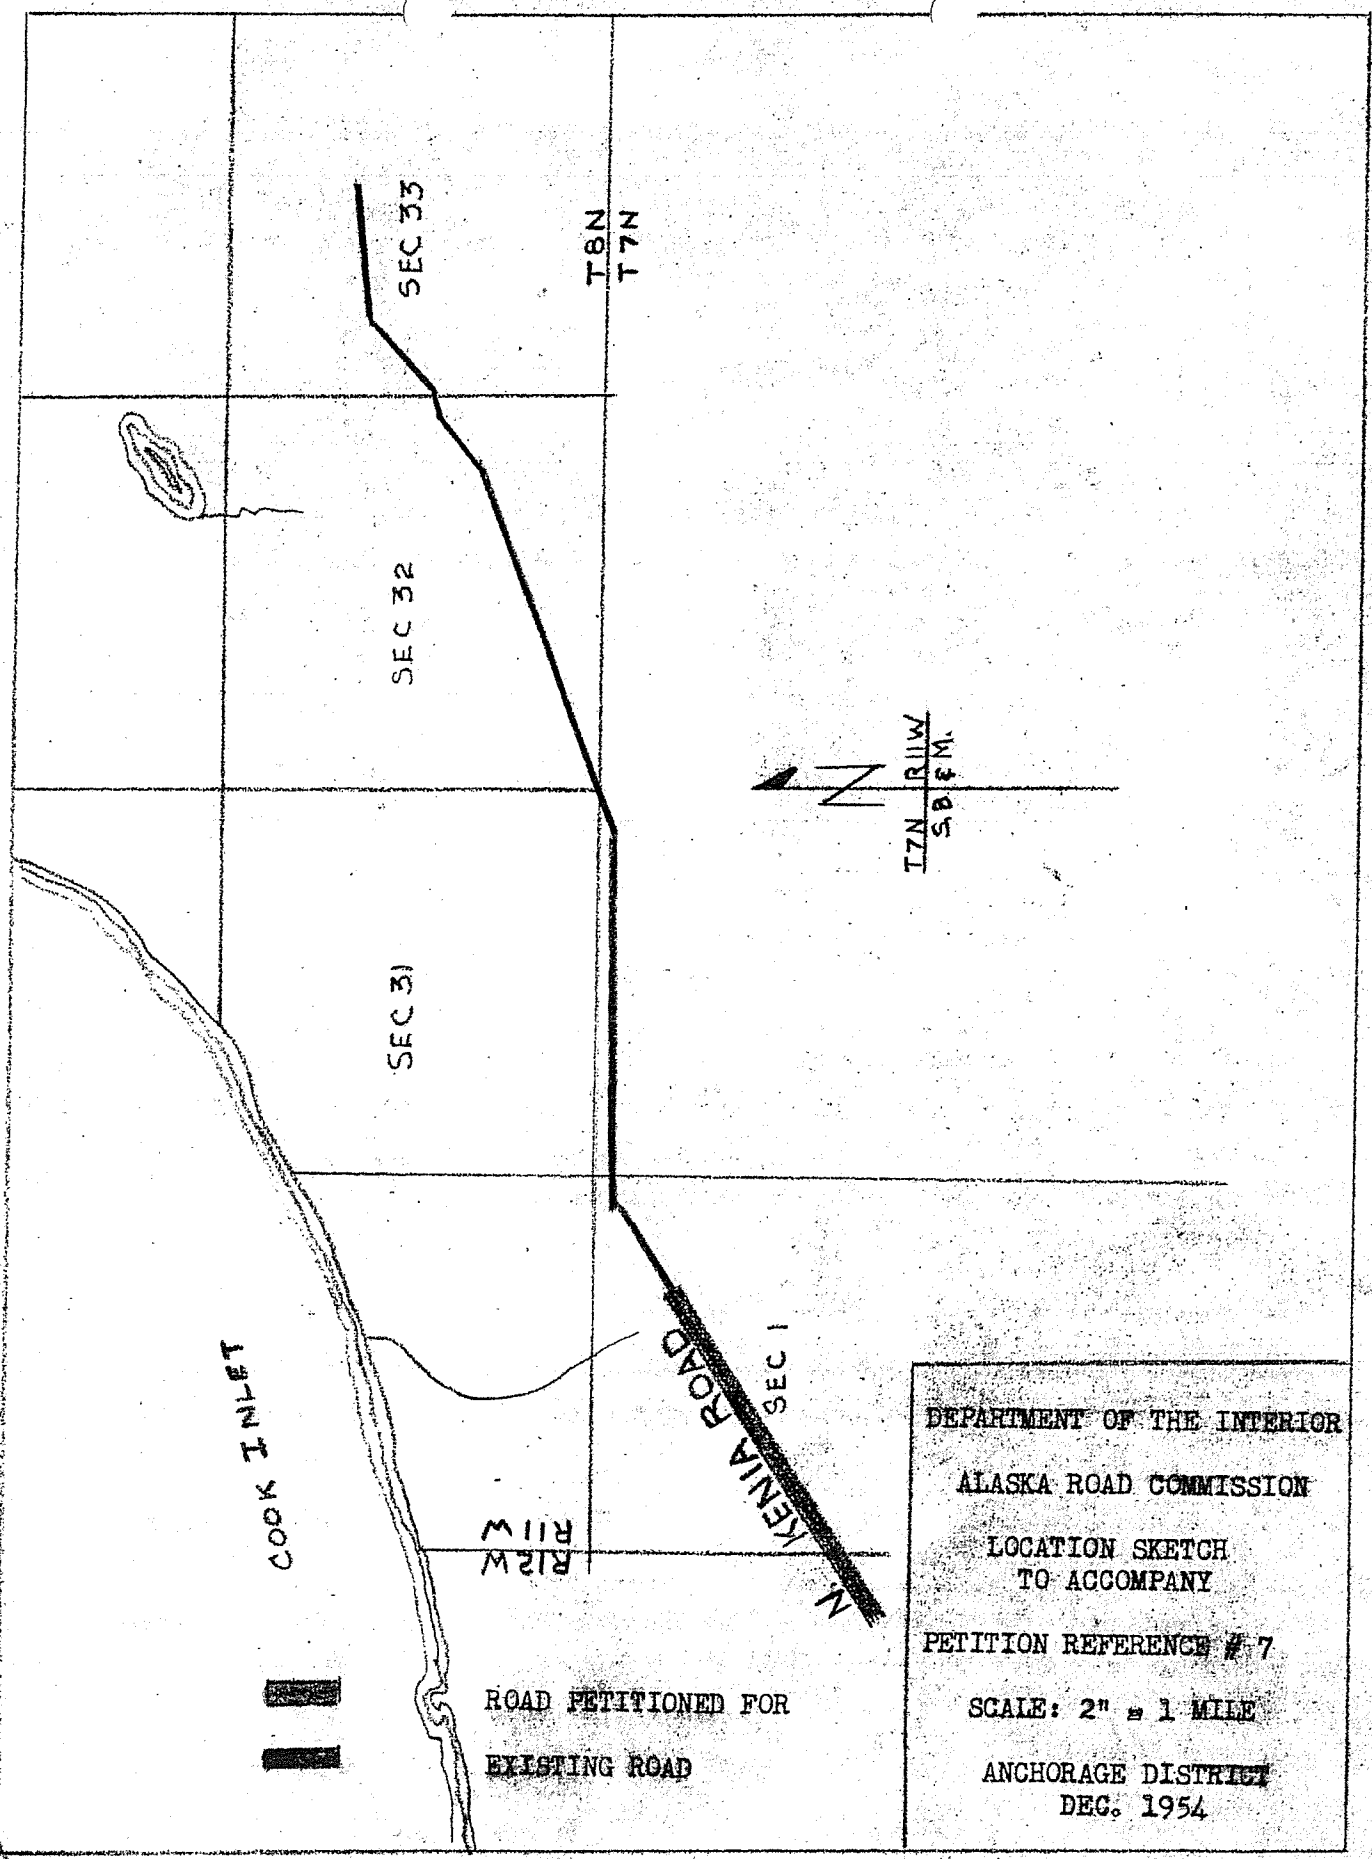 SEC 33
T8N
T7N
SEC 32
T7N R11W
S.B. & M.
N
SEC 31
COOK INLET
R11W
R12W
N. KENIA ROAD
SEC 1
ROAD PETITIONED FOR
EXISTING ROAD
DEPARTMENT OF THE INTERIOR
ALASKA ROAD COMMISSION
LOCATION SKETCH
TO ACCOMPANY
PETITION REFERENCE # 7
SCALE: 2" = 1 MILE
ANCHORAGE DISTRICT
DEC. 1954